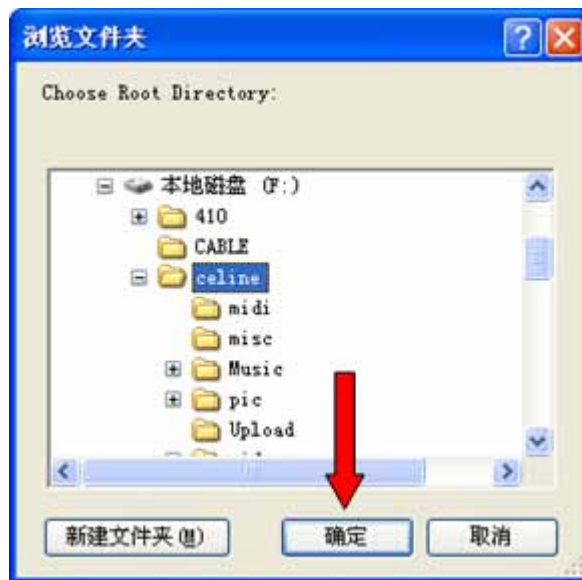 浏览文件夹
Choose Root Directory:
本地磁盘 (F:)
410
CABLE
celine
midi
misc
Music
pic
Upload
新建文件夹(M)
确定
取消